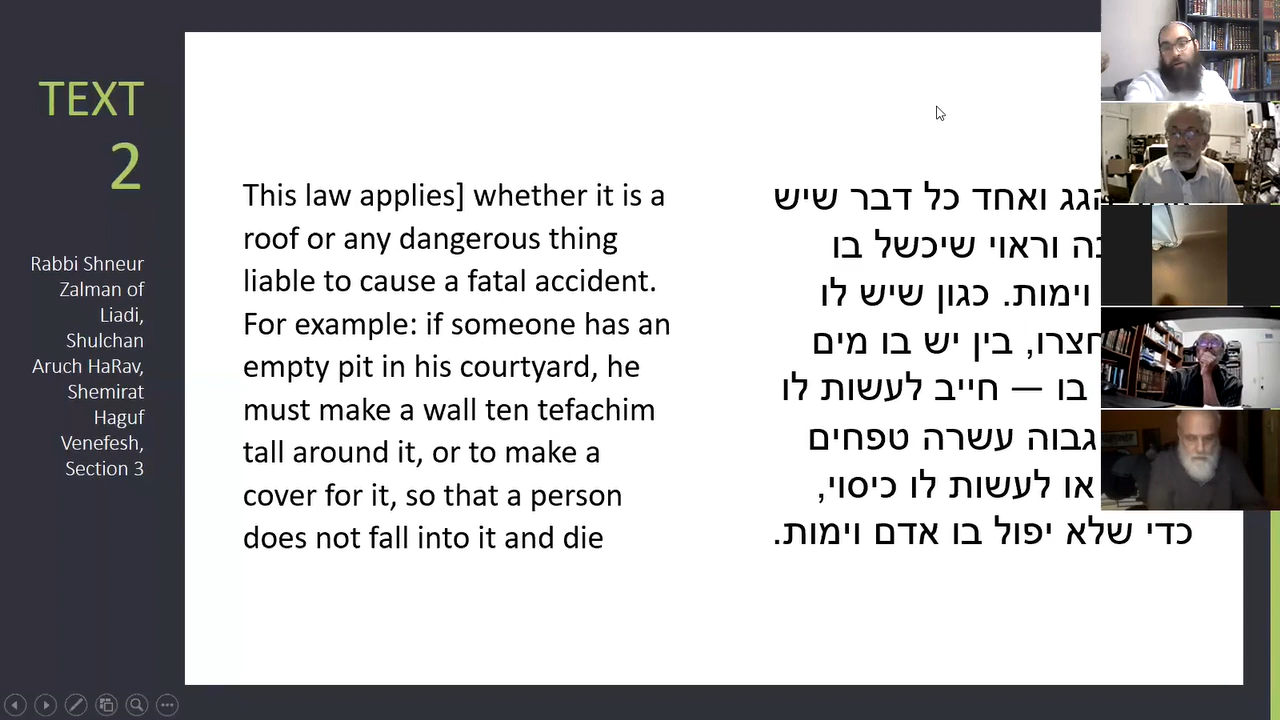 TEXT
2
Rabbi Shneur
Zalman of
Liadi,
Shulchan
Aruch HaRav,
Shemirat
Haguf
Venefesh,
Section 3
This law applies] whether it is a
roof or any dangerous thing
liable to cause a fatal accident.
For example: if someone has an
empty pit in his courtyard, he
must make a wall ten tefachim
tall around it, or to make a
cover for it, so that a person
does not fall into it and die
הגג ואחד כל דבר שיש
וראוי שיכשל בו
וימות. כגון שיש לו
בין יש בו מים
בו — חייב לעשות לו
גבוה עשרה טפחים
או לעשות לו כיסוי,
כדי שלא יפול בו אדם וימות.